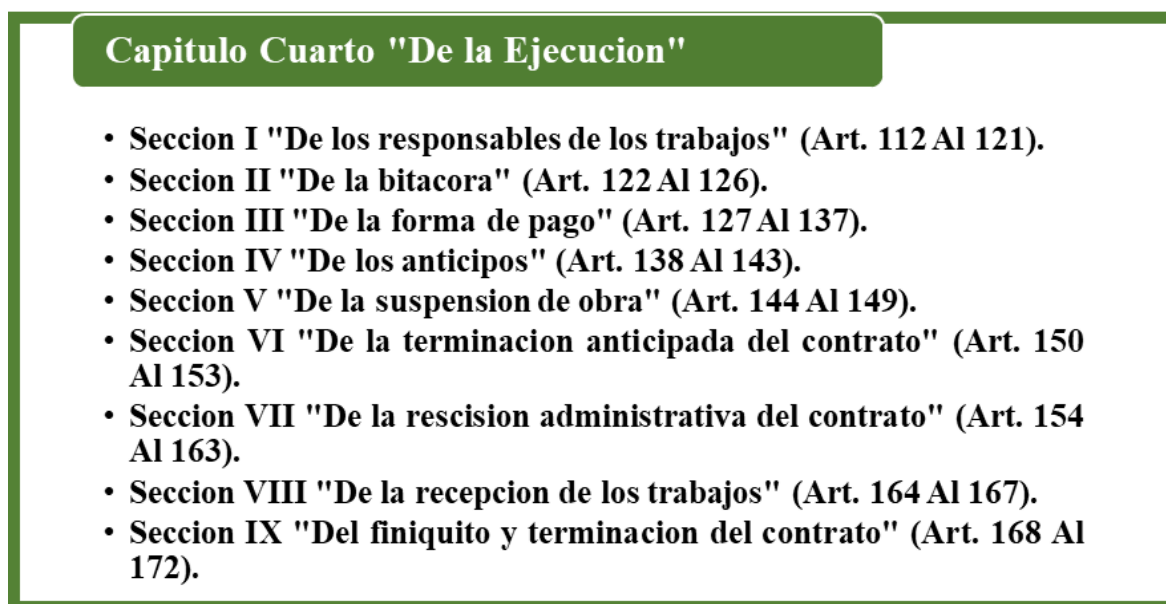 Capitulo Cuarto "De la Ejecucion"
• Seccion I "De los responsables de los trabajos" (Art. 112 Al 121).
• Seccion II "De la bitacora" (Art. 122 Al 126).
• Seccion III "De la forma de pago" (Art. 127 Al 137).
• Seccion IV "De los anticipos" (Art. 138 Al 143).
• Seccion V "De la suspension de obra" (Art. 144 Al 149).
• Seccion VI "De la terminacion anticipada del contrato" (Art. 150
Al 153).
• Seccion VII "De la rescision administrativa del contrato" (Art. 154
Al 163).
• Seccion VIII "De la recepcion de los trabajos" (Art. 164 Al 167).
• Seccion IX "Del finiquito y terminacion del contrato" (Art. 168 Al
172).